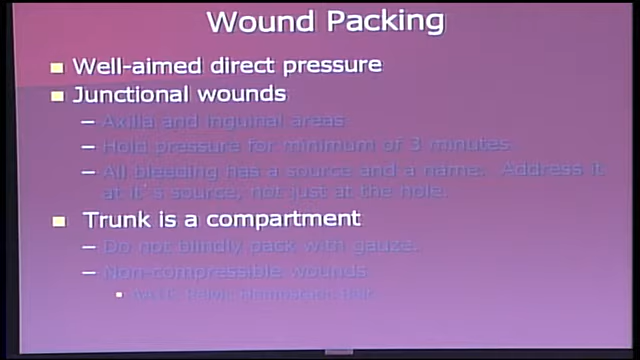 Wound Packing
Well-aimed direct pressure
Junctional wounds
– Axilla and Inguinal areas
– Hold pressure for minimum of 3 minutes
– All bleeding has a source and a name. Address it
at it's source, not just at the hole.
Trunk is a compartment
– Do not blindly pack with gauze.
– Non-compressible wounds